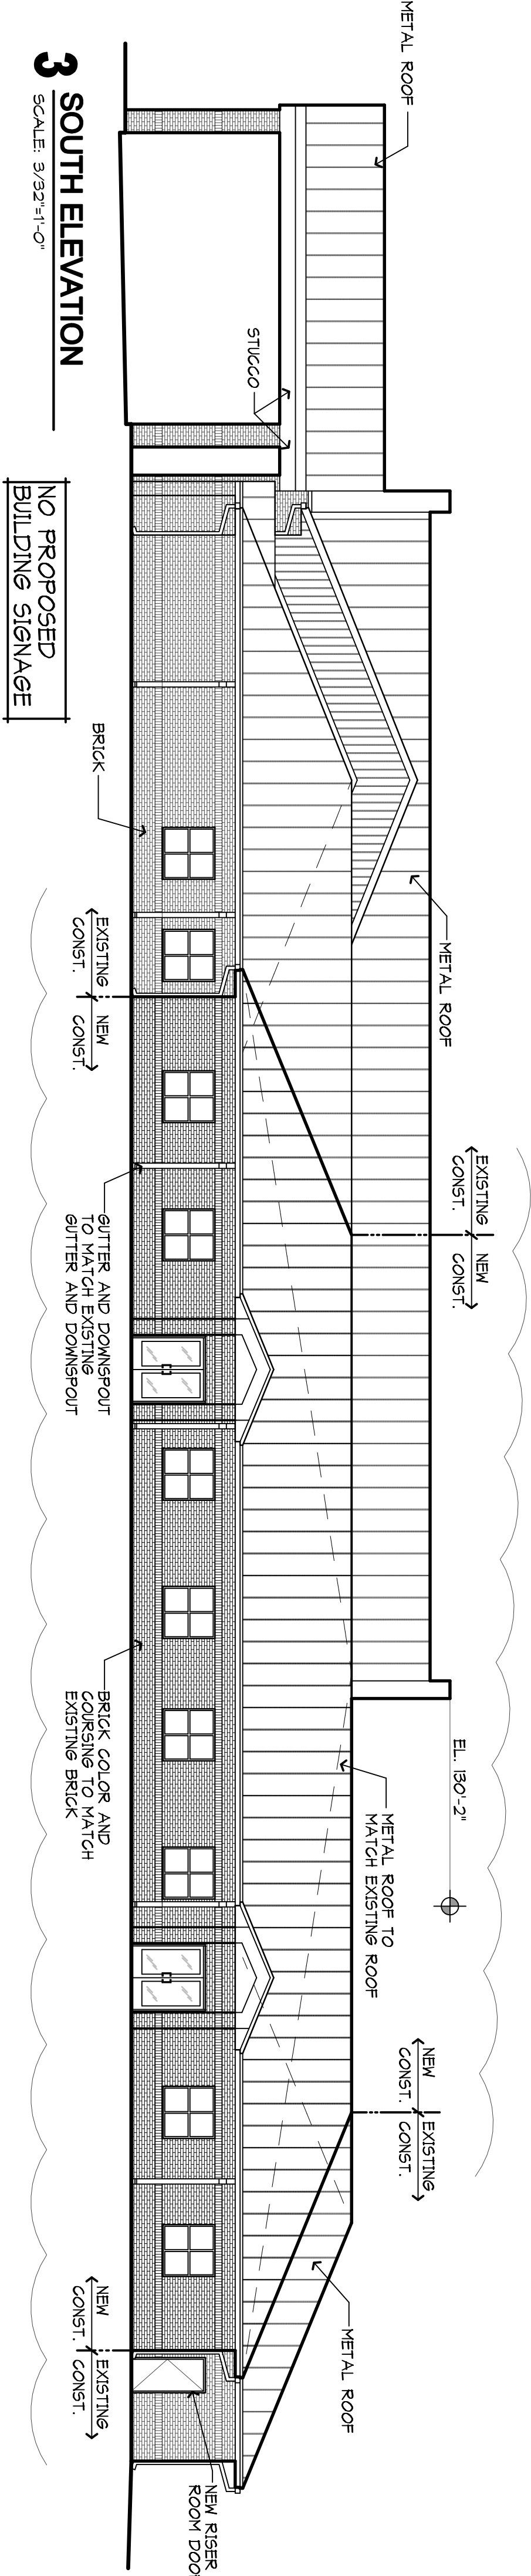 METAL ROOF
STUCCO
METAL ROOF
EXISTING
CONST.
NEW
CONST.
EL. 130'-2"
METAL ROOF TO
MATCH EXISTING ROOF
NEW
CONST.
EXISTING
CONST.
METAL ROOF
BRICK
EXISTING
CONST.
NEW
CONST.
GUTTER AND DOWNSPOUT
TO MATCH EXISTING
GUTTER AND DOWNSPOUT
BRICK COLOR AND
COURSING TO MATCH
EXISTING BRICK
NEW
CONST.
EXISTING
CONST.
NEW RISER
ROOM DOO
3
SOUTH ELEVATION
SCALE: 3/32"=1'-0"
NO PROPOSED
BUILDING SIGNAGE